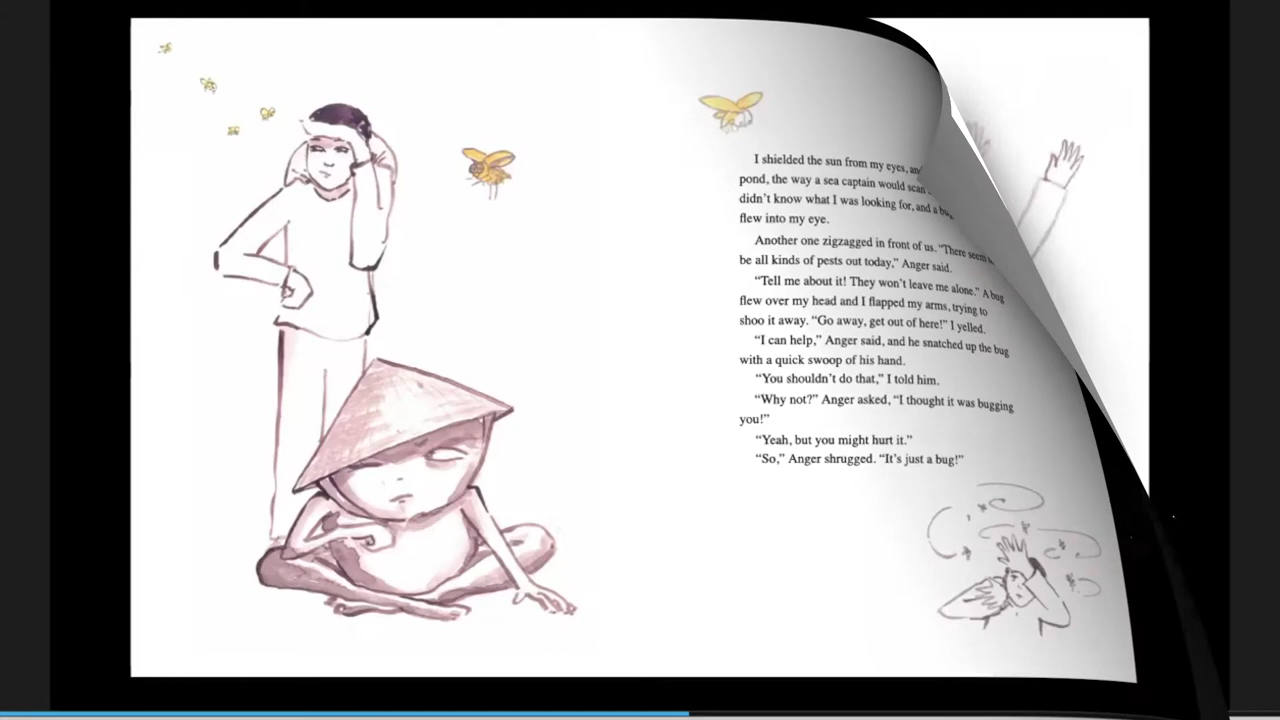 I shielded the sun from my eyes, an
pond, the way a sea captain would scan
didn't know what I was looking for, and a bug
flew into my eye.
Another one zigzagged in front of us. "There seem
be all kinds of pests out today," Anger said.
"Tell me about it! They won't leave me alone." A bug
flew over my head and I flapped my arms, trying to
shoo it away. "Go away, get out of here!" I yelled.
"I can help," Anger said, and he snatched up the bug
with a quick swoop of his hand.
"You shouldn't do that," I told him.
"Why not?" Anger asked, "I thought it was bugging
you!"
"Yeah, but you might hurt it."
"So," Anger shrugged. "It's just a bug!"